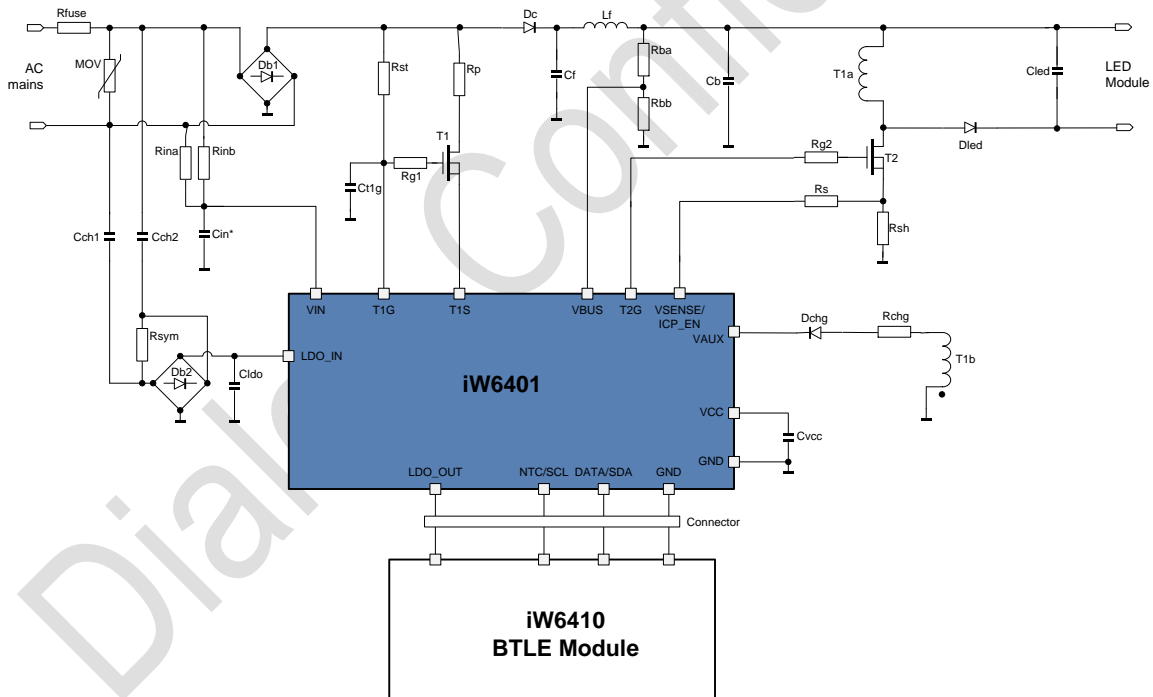 Rfuse
AC
mains
MOV
Db1
Rst
Rp
Dc
Lf
Cf
Rba
Rbb
Cb
T1a
Cled
LED
Module
Rina
Rinb
T1
Rg1
Ct1g
Rg2
T2
Dled
Rs
Rsh
Cch1
Cch2
Cin*
VIN
T1G
T1S
VBUS
T2G
VSENSE/
ICP_EN
VAUX
Dchg
Rchg
T1b
Rsym
LDO_IN
Db2
Cldo
iW6401
VCC
Cvcc
GND
LDO_OUT
NTC/SCL
DATA/SDA
GND
Connector
iW6410
BTLE Module